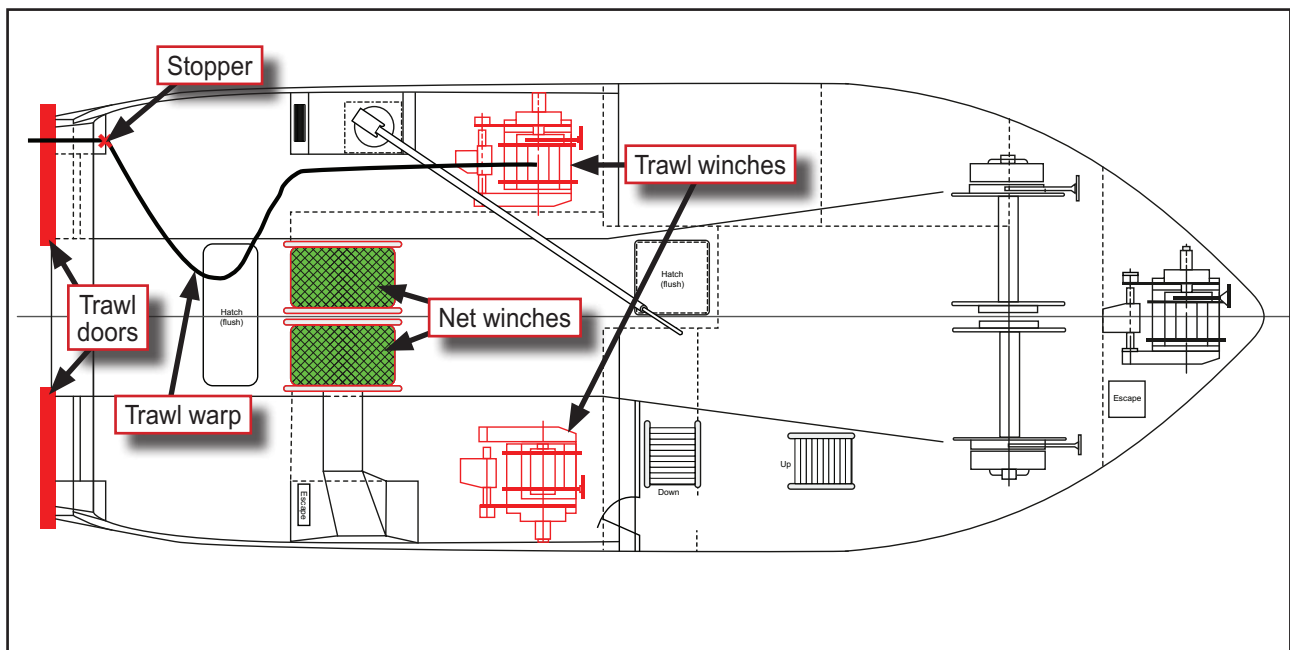 Stopper
Trawl winches
Hatch
(flush)
Trawl
doors
Hatch
(flush)
Net winches
Trawl warp
Escape
Up
Down
Escape